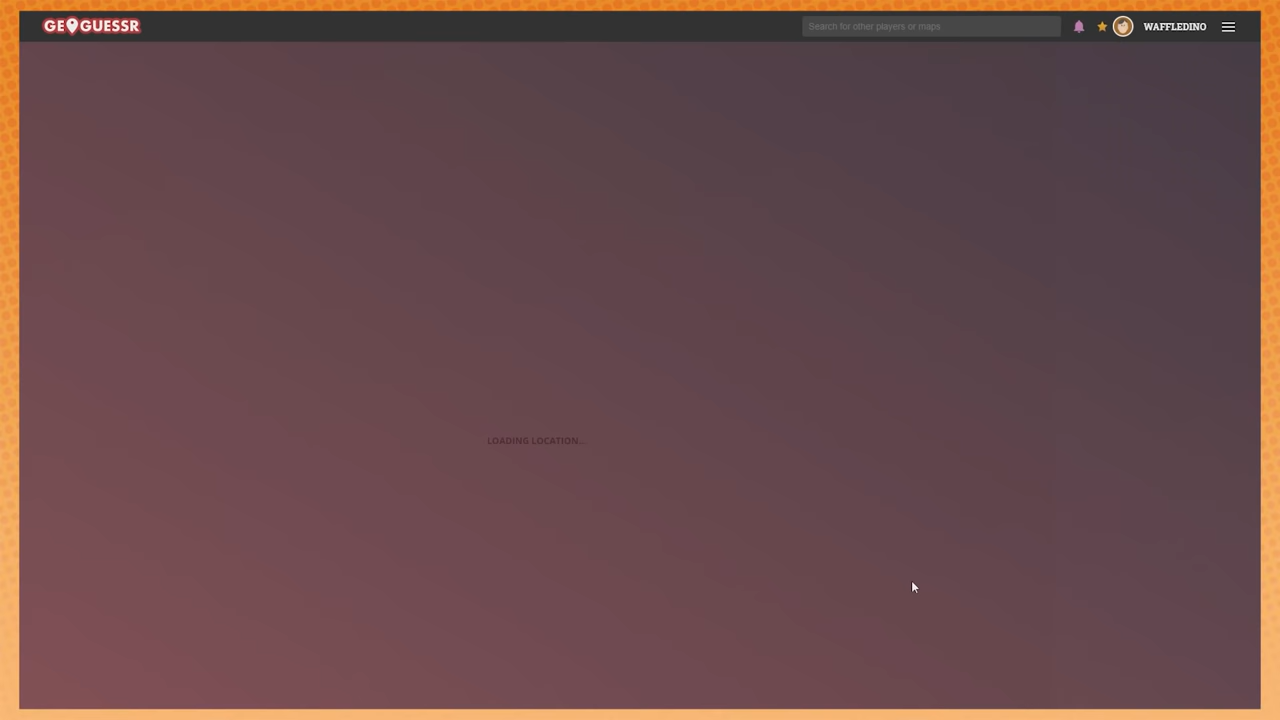 GEOGUESSR
Search for other players or maps
WAFFLEDINO
LOADING LOCATION...